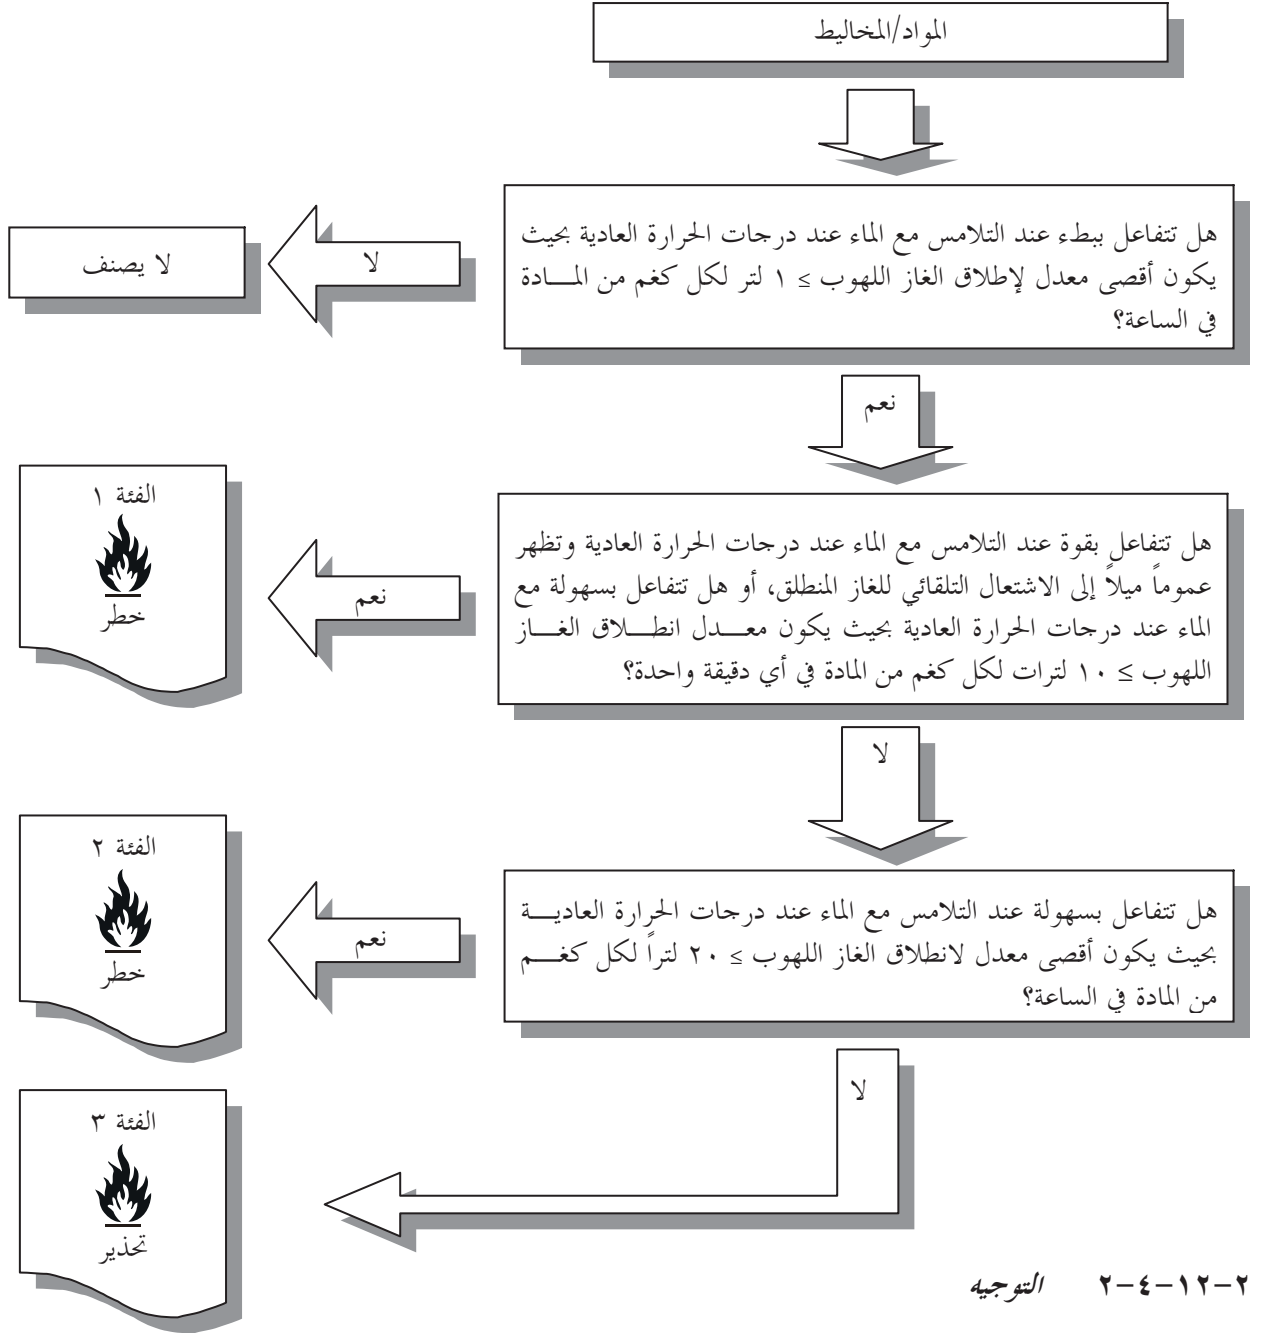 المواد/المخاليط
هل تتفاعل ببطء عند التلامس مع الماء عند درجات الحرارة العادية بحيث
يكون أقصى معدل لإطلاق الغاز اللهوب ≥ ١ لتر لكل كغم من المـــادة
في الساعة؟
لا
لا يصنف
نعم
هل تتفاعل بقوة عند التلامس مع الماء عند درجات الحرارة العادية وتظهر
عموماً ميلاً إلى الاشتعال التلقائي للغاز المنطلق، أو هل تتفاعل بسهولة مع
الماء عند درجات الحرارة العادية بحيث يكون معـــدل انطـــلاق الغـــاز
اللهوب ≥ ١٠ لترات لكل كغم من المادة في أي دقيقة واحدة؟
نعم
الفئة ١
خطر
لا
هل تتفاعل بسهولة عند التلامس مع الماء عند درجات الحرارة العاديـــة
بحيث يكون أقصى معدل لانطلاق الغاز اللهوب ≥ ٢٠ لتراً لكل كغـــم
من المادة في الساعة؟
نعم
الفئة ٢
خطر
لا
الفئة ٣
تحذير
٢-١٢-٤-٢ التوجيه